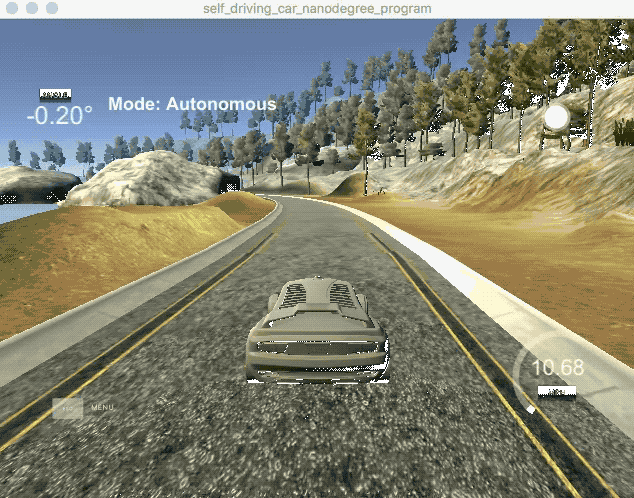 self_driving_car_nanodegree_program
-0.20°
Mode: Autonomous
10.68
MENU